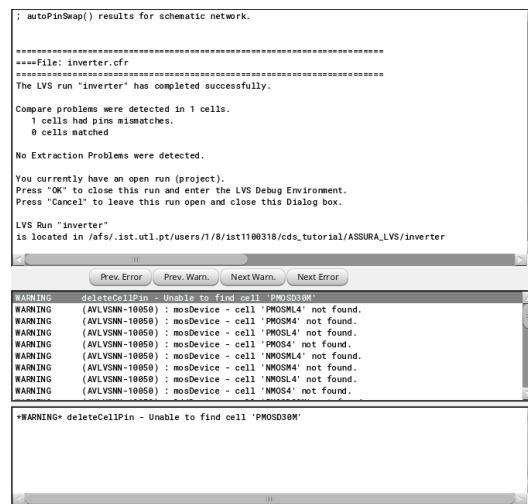 ; autoPinSwap() results for schematic network.
================================================================================
====File: inverter.cfr
================================================================================
The LVS run "inverter" has completed successfully.
Compare problems were detected in 1 cells.
1 cells had pins mismatches.
0 cells matched
No Extraction Problems were detected.
You currently have an open run (project).
Press "OK" to close this run and enter the LVS Debug Environment.
Press "Cancel" to leave this run open and close this Dialog box.
LVS Run "inverter"
is located in /afs/.ist.utl.pt/users/1/8/ist1100318/cds_tutorial/ASSURA_LVS/inverter
Prev. Error Prev. Warn. Next Warn. Next Error
WARNING deleteCellPin - Unable to find cell 'PMOSD30M'
WARNING (AVLVSNN-10050) : mosDevice - cell 'PMOSML4' not found.
WARNING (AVLVSNN-10050) : mosDevice - cell 'PMOSM4' not found.
WARNING (AVLVSNN-10050) : mosDevice - cell 'PMOSL4' not found.
WARNING (AVLVSNN-10050) : mosDevice - cell 'PMOS4' not found.
WARNING (AVLVSNN-10050) : mosDevice - cell 'NMOSML4' not found.
WARNING (AVLVSNN-10050) : mosDevice - cell 'NMOSM4' not found.
WARNING (AVLVSNN-10050) : mosDevice - cell 'NMOSL4' not found.
WARNING (AVLVSNN-10050) : mosDevice - cell 'NMOS4' not found.
*WARNING* deleteCellPin - Unable to find cell 'PMOSD30M'